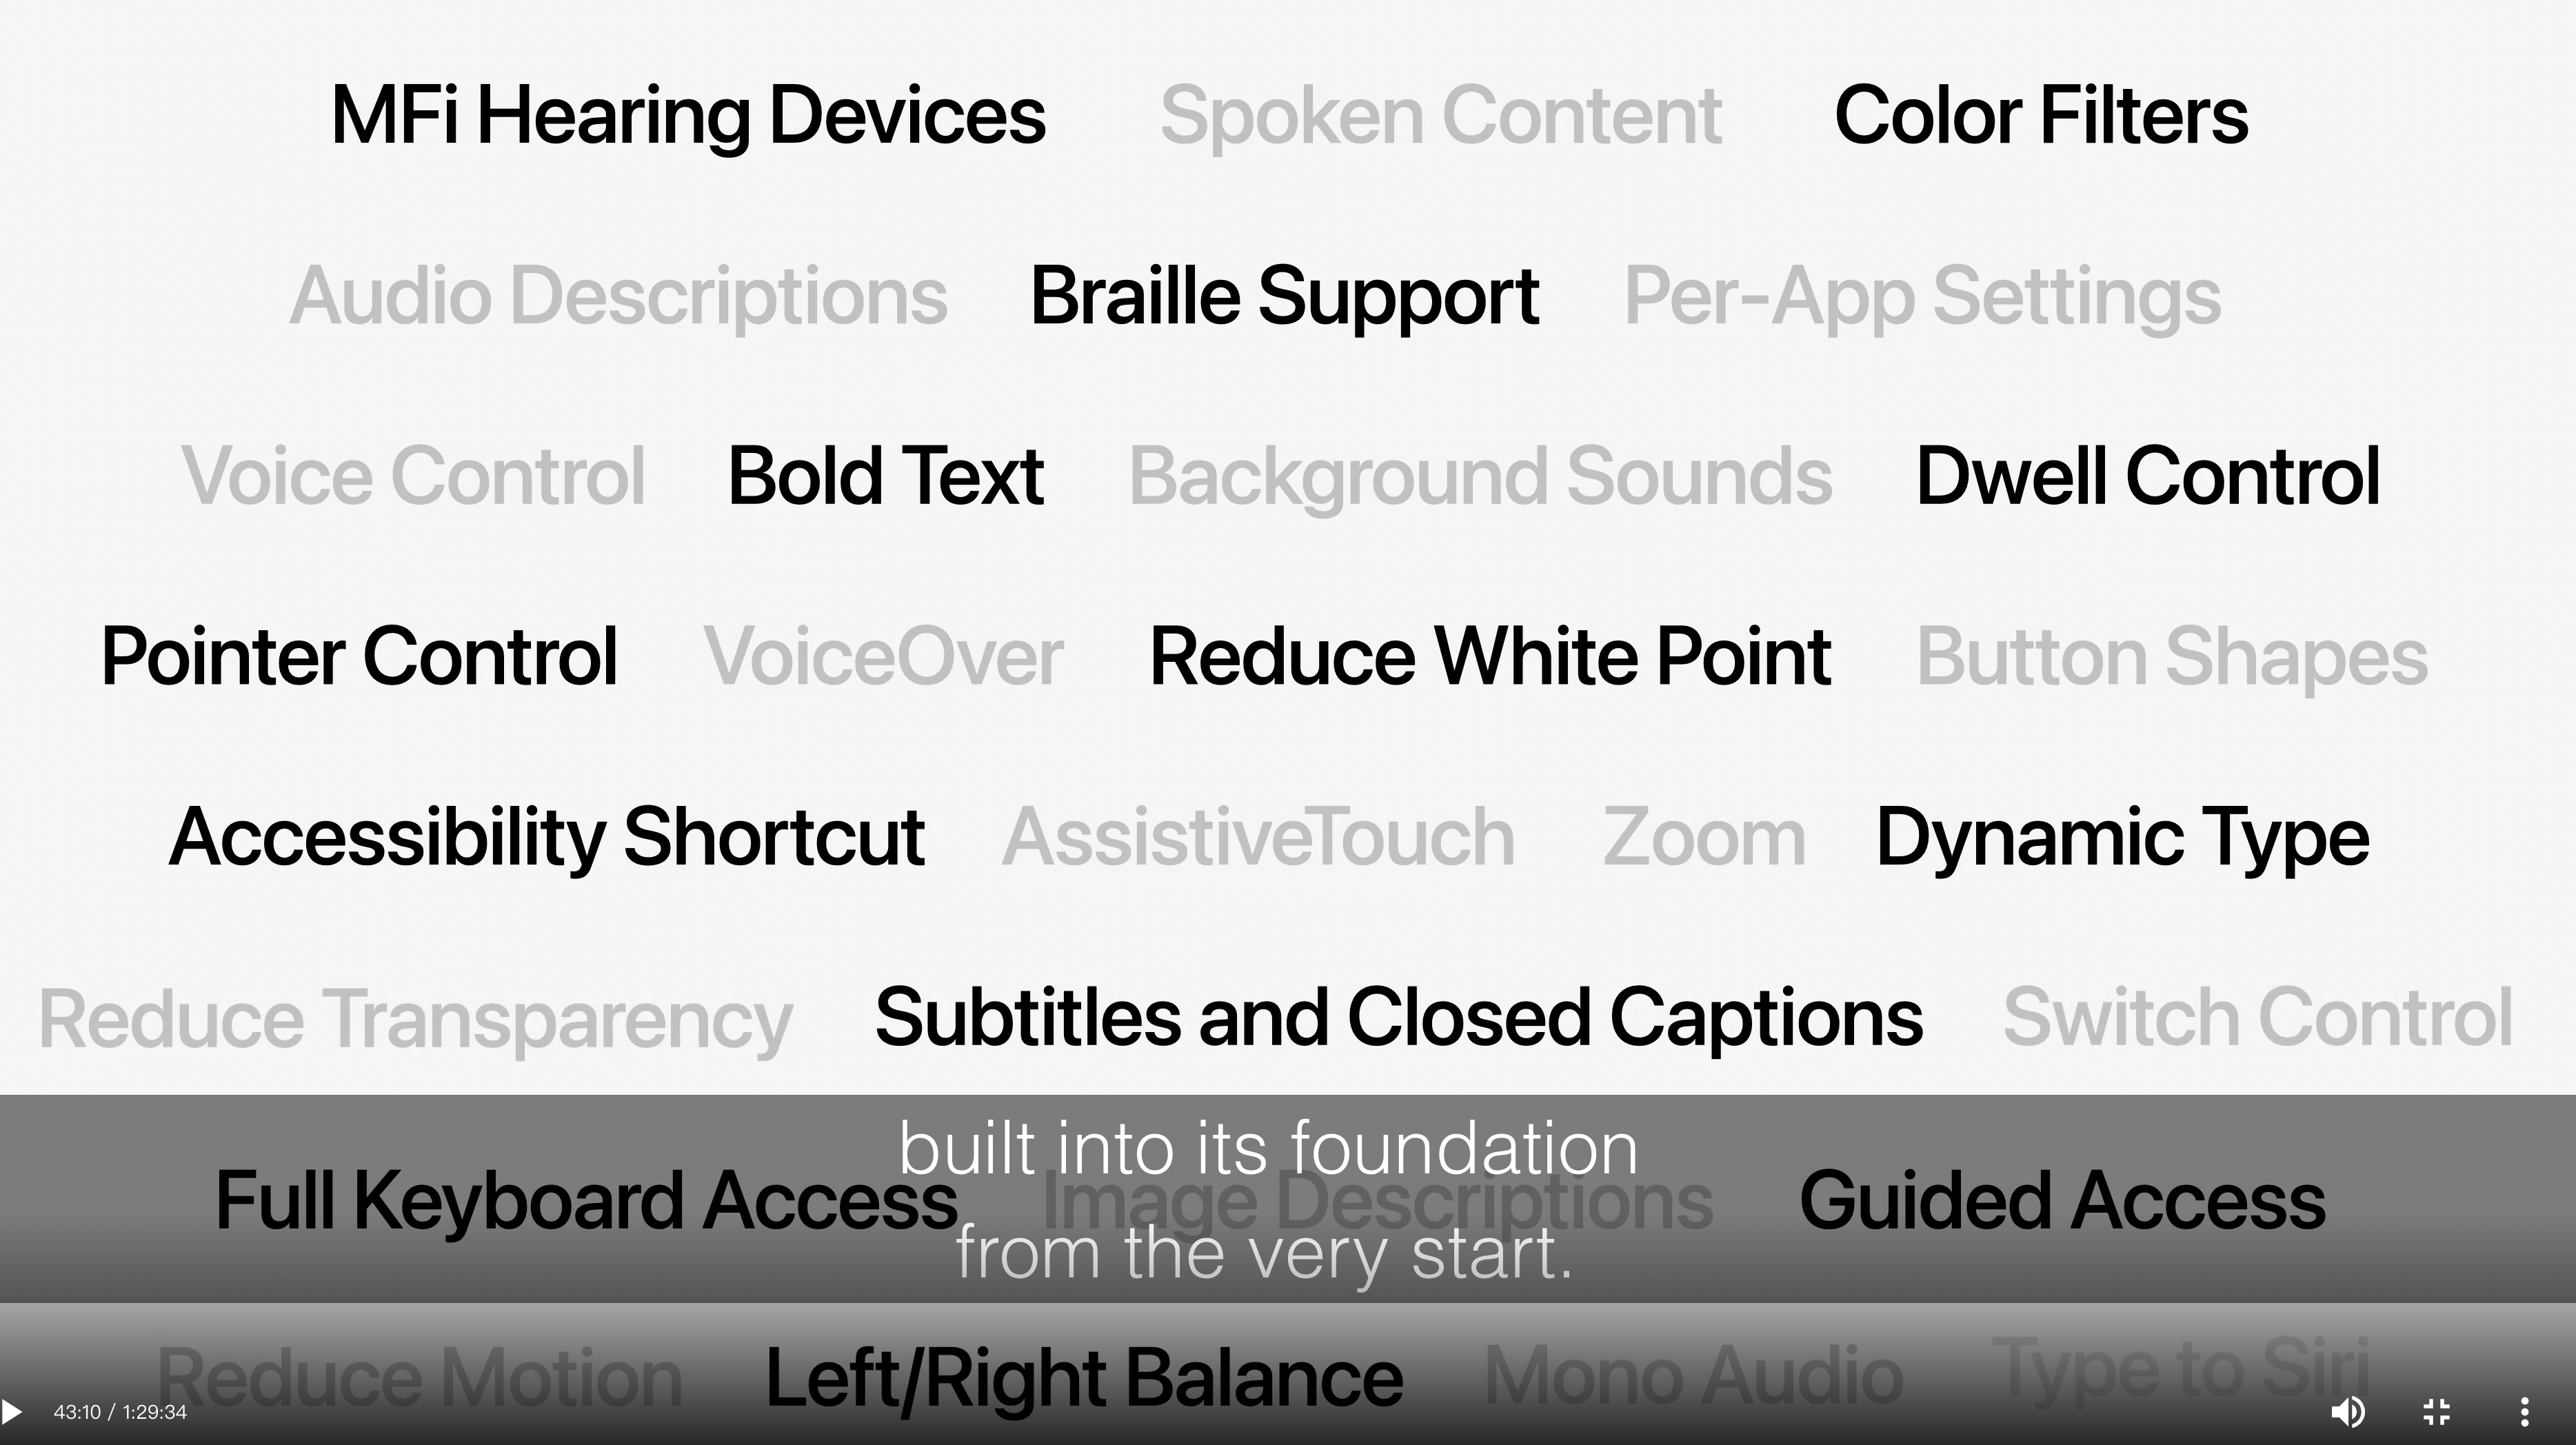 MFi Hearing Devices Spoken Content Color Filters
Audio Descriptions Braille Support Per-App Settings
Voice Control Bold Text Background Sounds Dwell Control
Pointer Control VoiceOver Reduce White Point Button Shapes
Accessibility Shortcut AssistiveTouch Zoom Dynamic Type
Reduce Transparency Subtitles and Closed Captions Switch Control
built into its foundation
Full Keyboard Access Image Descriptions Guided Access
from the very start.
Reduce Motion Left/Right Balance Mono Audio Type to Siri
43:10 / 1:29:34